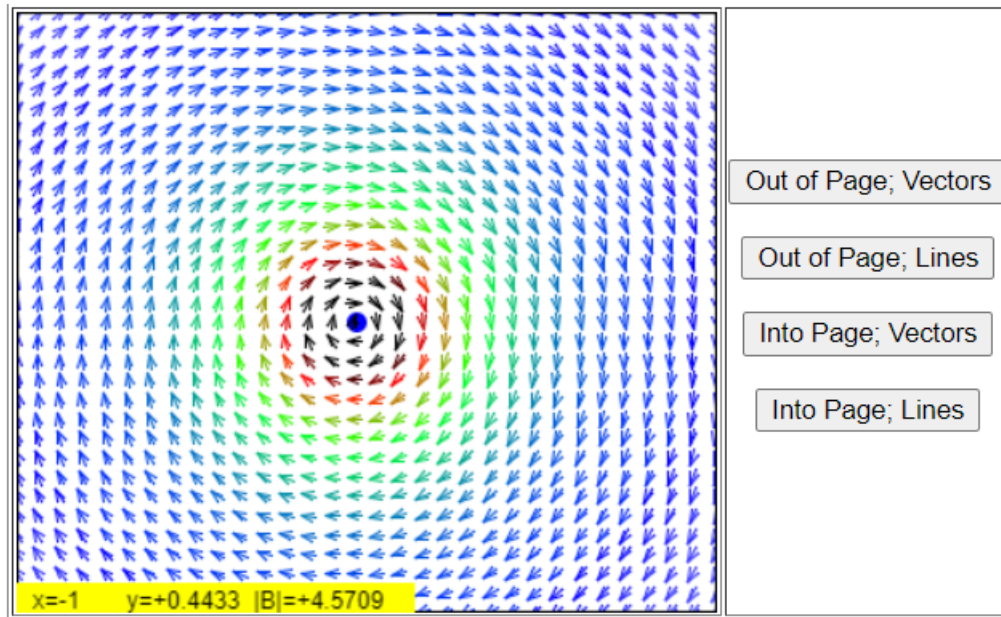 Out of Page; Vectors
Out of Page; Lines
Into Page; Vectors
Into Page; Lines
x=-1 y=+0.4433 |B|=+4.5709